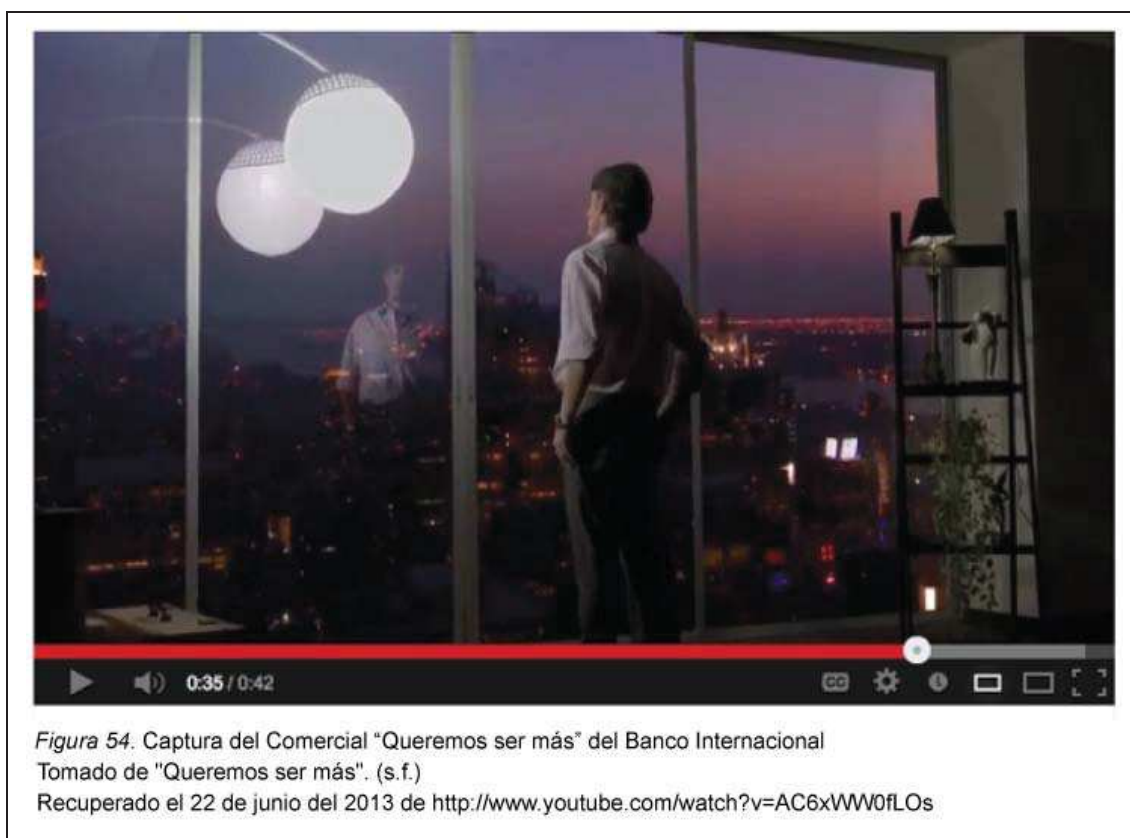 0:35 / 0:42
CC
Figura 54. Captura del Comercial “Queremos ser más” del Banco Internacional
Tomado de "Queremos ser más". (s.f.)
Recuperado el 22 de junio del 2013 de http://www.youtube.com/watch?v=AC6xWW0fLOs